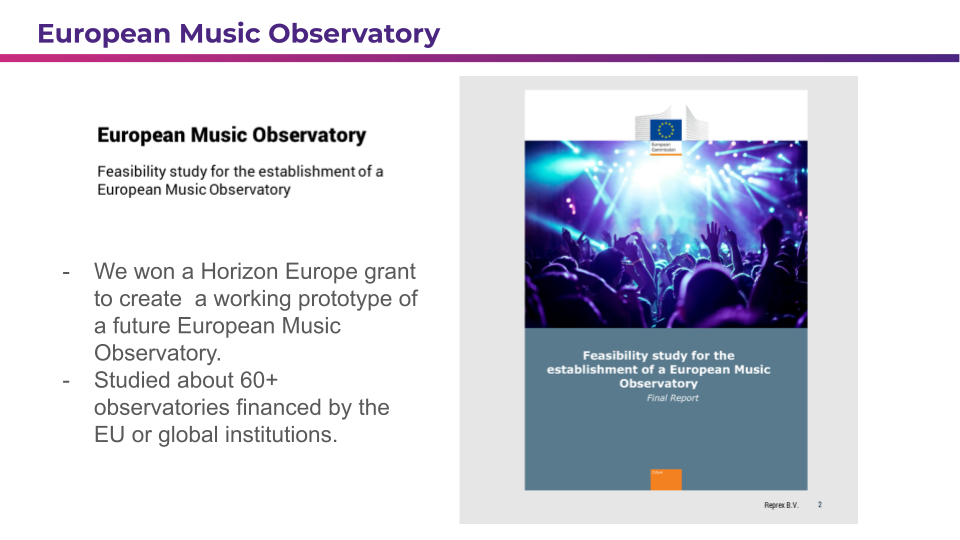 European Music Observatory
European Music Observatory
Feasibility study for the establishment of a
European Music Observatory
- We won a Horizon Europe grant
to create a working prototype of
a future European Music
Observatory.
- Studied about 60+
observatories financed by the
EU or global institutions.
European
Commission
Feasibility study for the
establishment of a European Music
Observatory
Final Report
Reprex B.V. 2